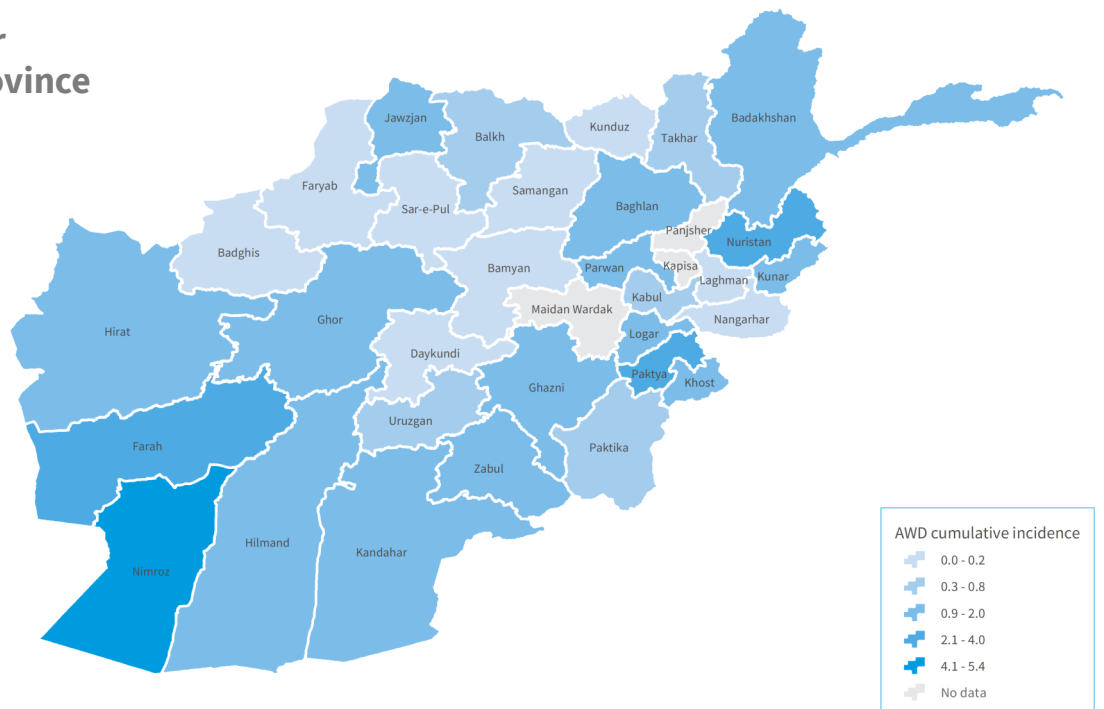 ovince
Jawzjan
Balkh
Kunduz
Takhar
Badakhshan
Faryab
Sar-e-Pul
Samangan
Baghlan
Panjsher
Nuristan
Badghis
Bamyan
Parwan
Kapisa
Laghman
Kunar
Hirat
Ghor
Maidan Wardak
Kabul
Nangarhar
Logar
Daykundi
Ghazni
Paktya
Khost
Uruzgan
Farah
Paktika
Zabul
Nimroz
Hilmand
Kandahar
AWD cumulative incidence
0.0 - 0.2
0.3 - 0.8
0.9 - 2.0
2.1 - 4.0
4.1 - 5.4
No data